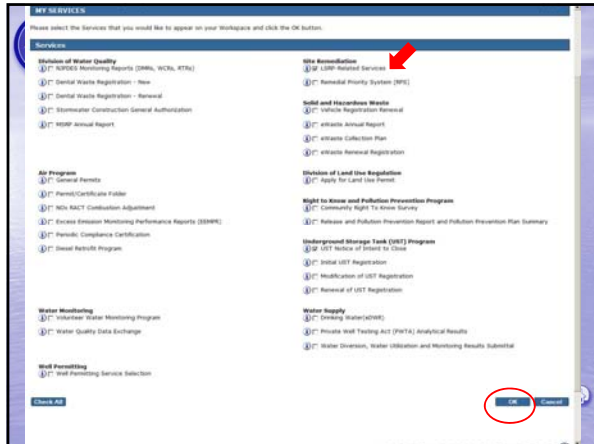 MY SERVICES
Please select the Services that you would like to appear on your Workspace and click the OK button.
Services
Division of Water Quality
NJPDES Monitoring Reports (DMRs, WCRs, RTRs)
Dental Waste Registration - New
Dental Waste Registration - Renewal
Stormwater Construction General Authorization
MSRP Annual Report
Site Remediation
LSRP Related Services
Remedial Priority System (RPS)
Solid and Hazardous Waste
Vehicle Registration Renewal
eWaste Annual Report
eWaste Collection Plan
eWaste Renewal Registration
Air Program
General Permits
Permit/Certificate Folder
NOx RACT Combustion Adjustment
Excess Emission Monitoring Performance Reports (EEMPR)
Periodic Compliance Certification
Diesel Retrofit Program
Division of Land Use Regulation
Apply for Land Use Permit
Right to Know and Pollution Prevention Program
Community Right To Know Survey
Release and Pollution Prevention Report and Pollution Prevention Plan Summary
Underground Storage Tank (UST) Program
UST Notice of Intent to Close
Initial UST Registration
Modification of UST Registration
Renewal of UST Registration
Water Monitoring
Volunteer Water Monitoring Program
Water Quality Data Exchange
Water Supply
Drinking Water(eDWR)
Private Well Testing Act (PWTA) Analytical Results
Water Diversion, Water Utilization and Monitoring Results Submittal
Well Permitting
Well Permitting Service Selection
Check All
OK
Cancel